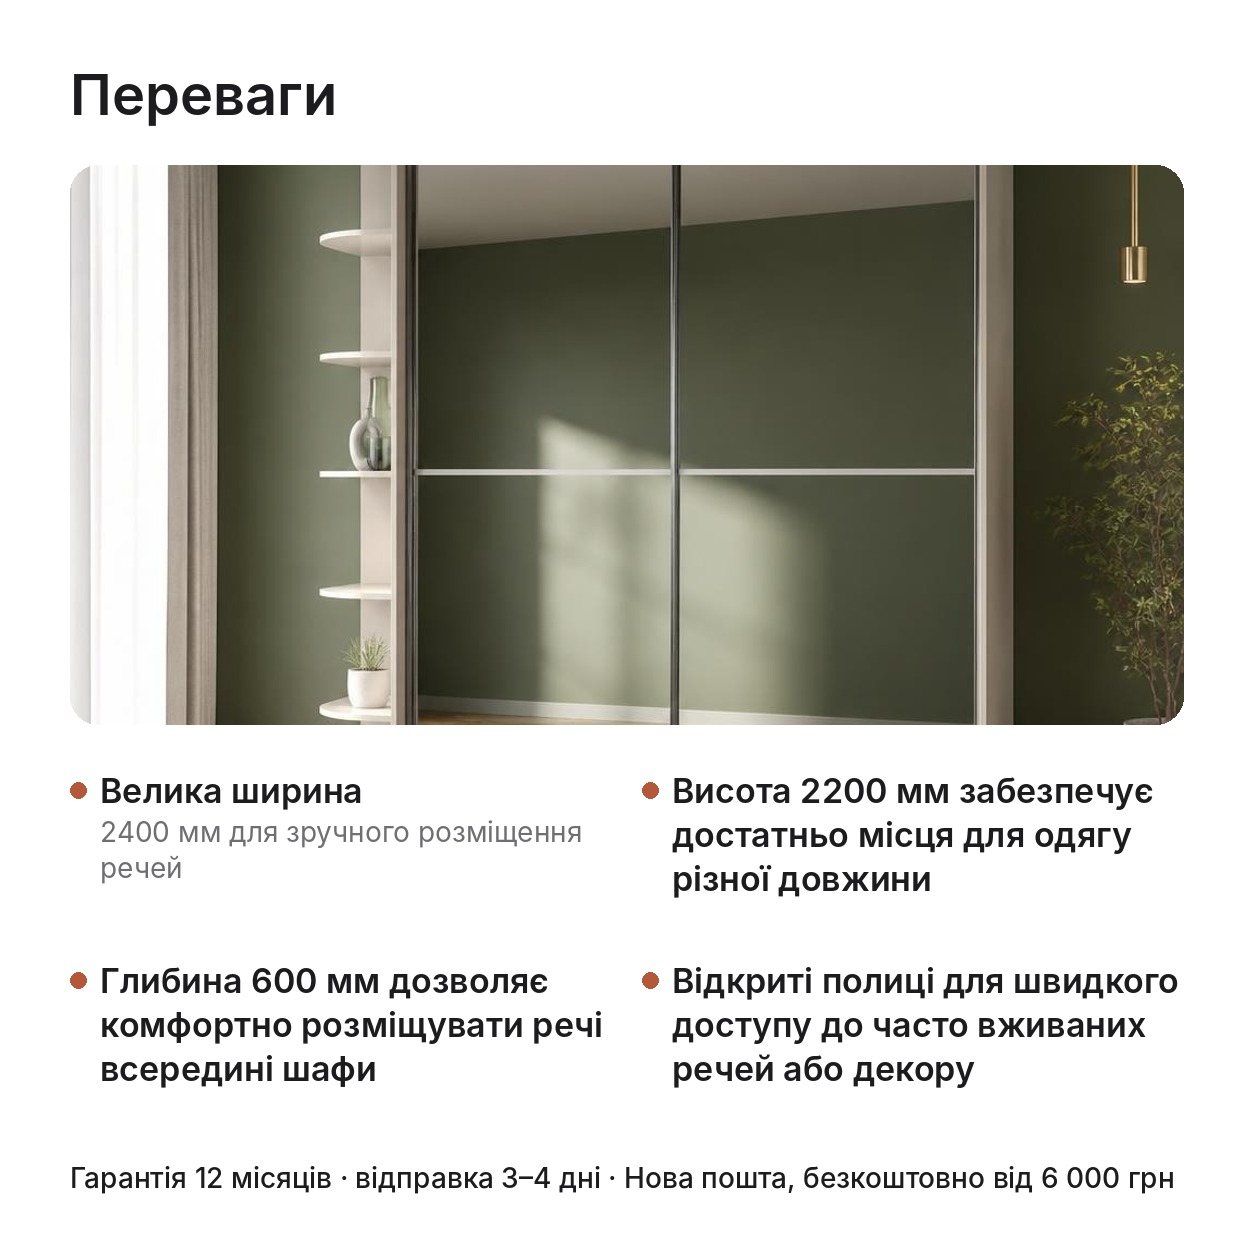 Переваги
Велика ширина
2400 мм для зручного розміщення
речей
Висота 2200 мм забезпечує
достатньо місця для одягу
різної довжини
Глибина 600 мм дозволяє
комфортно розміщувати речі
всередині шафи
Відкриті полиці для швидкого
доступу до часто вживаних
речей або декору
Гарантія 12 місяців · відправка 3–4 дні · Нова пошта, безкоштовно від 6 000 грн